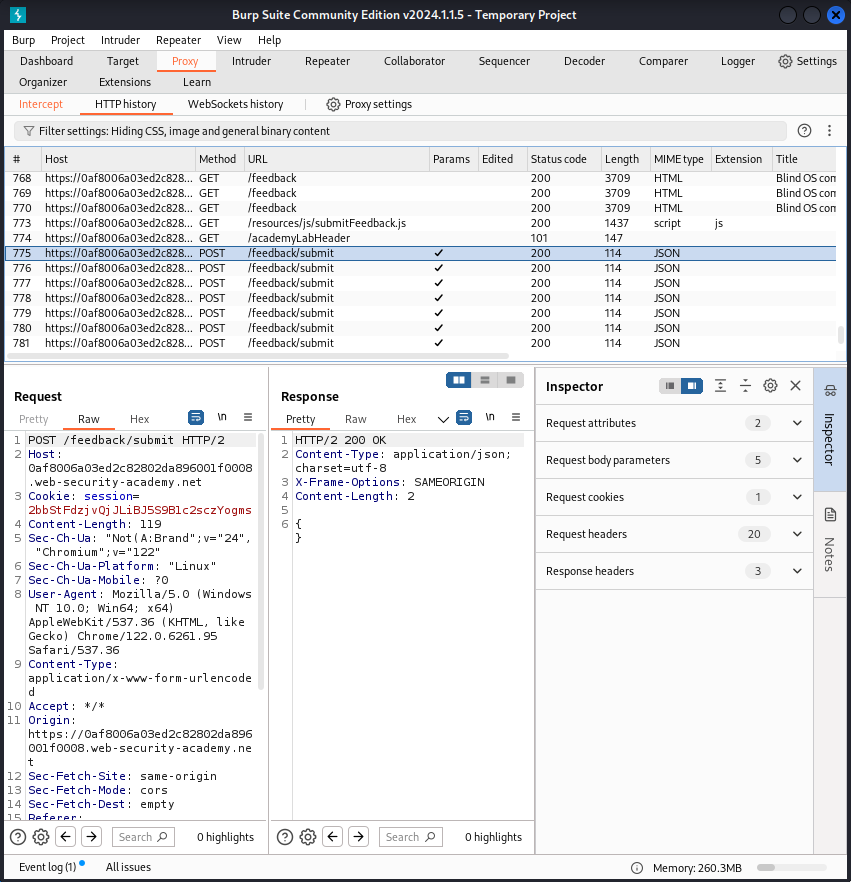 Burp Suite Community Edition v2024.1.1.5 - Temporary Project
Burp Project Intruder Repeater View Help
Dashboard Target Proxy Intruder Repeater Collaborator Sequencer Decoder Comparer Logger Settings
Organizer Extensions Learn
Intercept HTTP history WebSockets history Proxy settings
Filter settings: Hiding CSS, image and general binary content
# Host Method URL Params Edited Status code Length MIME type Extension Title
768 https://0af8006a03ed2c828... GET /feedback 200 3709 HTML Blind OS com
769 https://0af8006a03ed2c828... GET /feedback 200 3709 HTML Blind OS com
770 https://0af8006a03ed2c828... GET /feedback 200 3709 HTML Blind OS com
773 https://0af8006a03ed2c828... GET /resources/js/submitFeedback.js 200 1437 script js
774 https://0af8006a03ed2c828... GET /academyLabHeader 101 147
775 https://0af8006a03ed2c828... POST /feedback/submit ✓ 200 114 JSON
776 https://0af8006a03ed2c828... POST /feedback/submit ✓ 200 114 JSON
777 https://0af8006a03ed2c828... POST /feedback/submit ✓ 200 114 JSON
778 https://0af8006a03ed2c828... POST /feedback/submit ✓ 200 114 JSON
779 https://0af8006a03ed2c828... POST /feedback/submit ✓ 200 114 JSON
780 https://0af8006a03ed2c828... POST /feedback/submit ✓ 200 114 JSON
781 https://0af8006a03ed2c828... POST /feedback/submit ✓ 200 114 JSON
Request
Pretty Raw Hex \n
1 POST /feedback/submit HTTP/2
2 Host:
0af8006a03ed2c82802da896001f0008
.web-security-academy.net
3 Cookie: session=
2bbStFdzjvQjJLiBJ5S9B1c2sczYogms
4 Content-Length: 119
5 Sec-Ch-Ua: "Not(A:Brand";v="24",
"Chromium";v="122"
6 Sec-Ch-Ua-Platform: "Linux"
7 Sec-Ch-Ua-Mobile: ?0
8 User-Agent: Mozilla/5.0 (Windows
NT 10.0; Win64; x64)
AppleWebKit/537.36 (KHTML, like
Gecko) Chrome/122.0.6261.95
Safari/537.36
9 Content-Type:
application/x-www-form-urlencode
d
10 Accept: */*
11 Origin:
https://0af8006a03ed2c82802da896
001f0008.web-security-academy.ne
t
12 Sec-Fetch-Site: same-origin
13 Sec-Fetch-Mode: cors
14 Sec-Fetch-Dest: empty
15 Referer:
Search 0 highlights
Response
Pretty Raw Hex \n
1 HTTP/2 200 OK
2 Content-Type: application/json;
charset=utf-8
3 X-Frame-Options: SAMEORIGIN
4 Content-Length: 2
5
6 {
}
Search 0 highlights
Inspector
Request attributes 2
Request body parameters 5
Request cookies 1
Request headers 20
Response headers 3
Inspector
Notes
Event log (1) All issues
Memory: 260.3MB